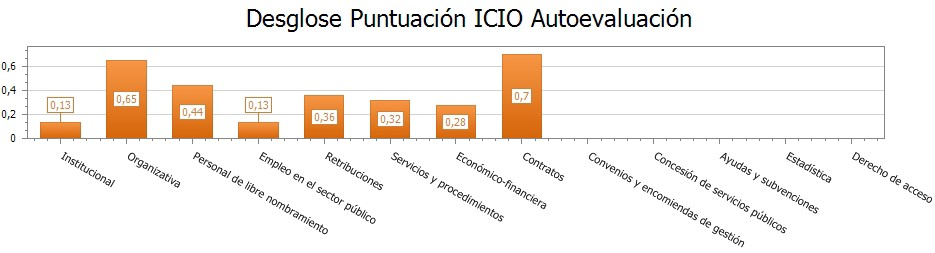 Desglose Puntuación ICIO Autoevaluación
0,6
0,4
0,2
0
0,13
0,65
0,44
0,13
0,36
0,32
0,28
0,7
Institucional
Organizativa
Personal de libre nombramiento
Empleo en el sector público
Retribuciones
Servicios y procedimientos
Económico-financiera
Contratos
Convenios y encomiendas de gestión
Concesión de servicios públicos
Ayudas y subvenciones
Estadística
Derecho de acceso